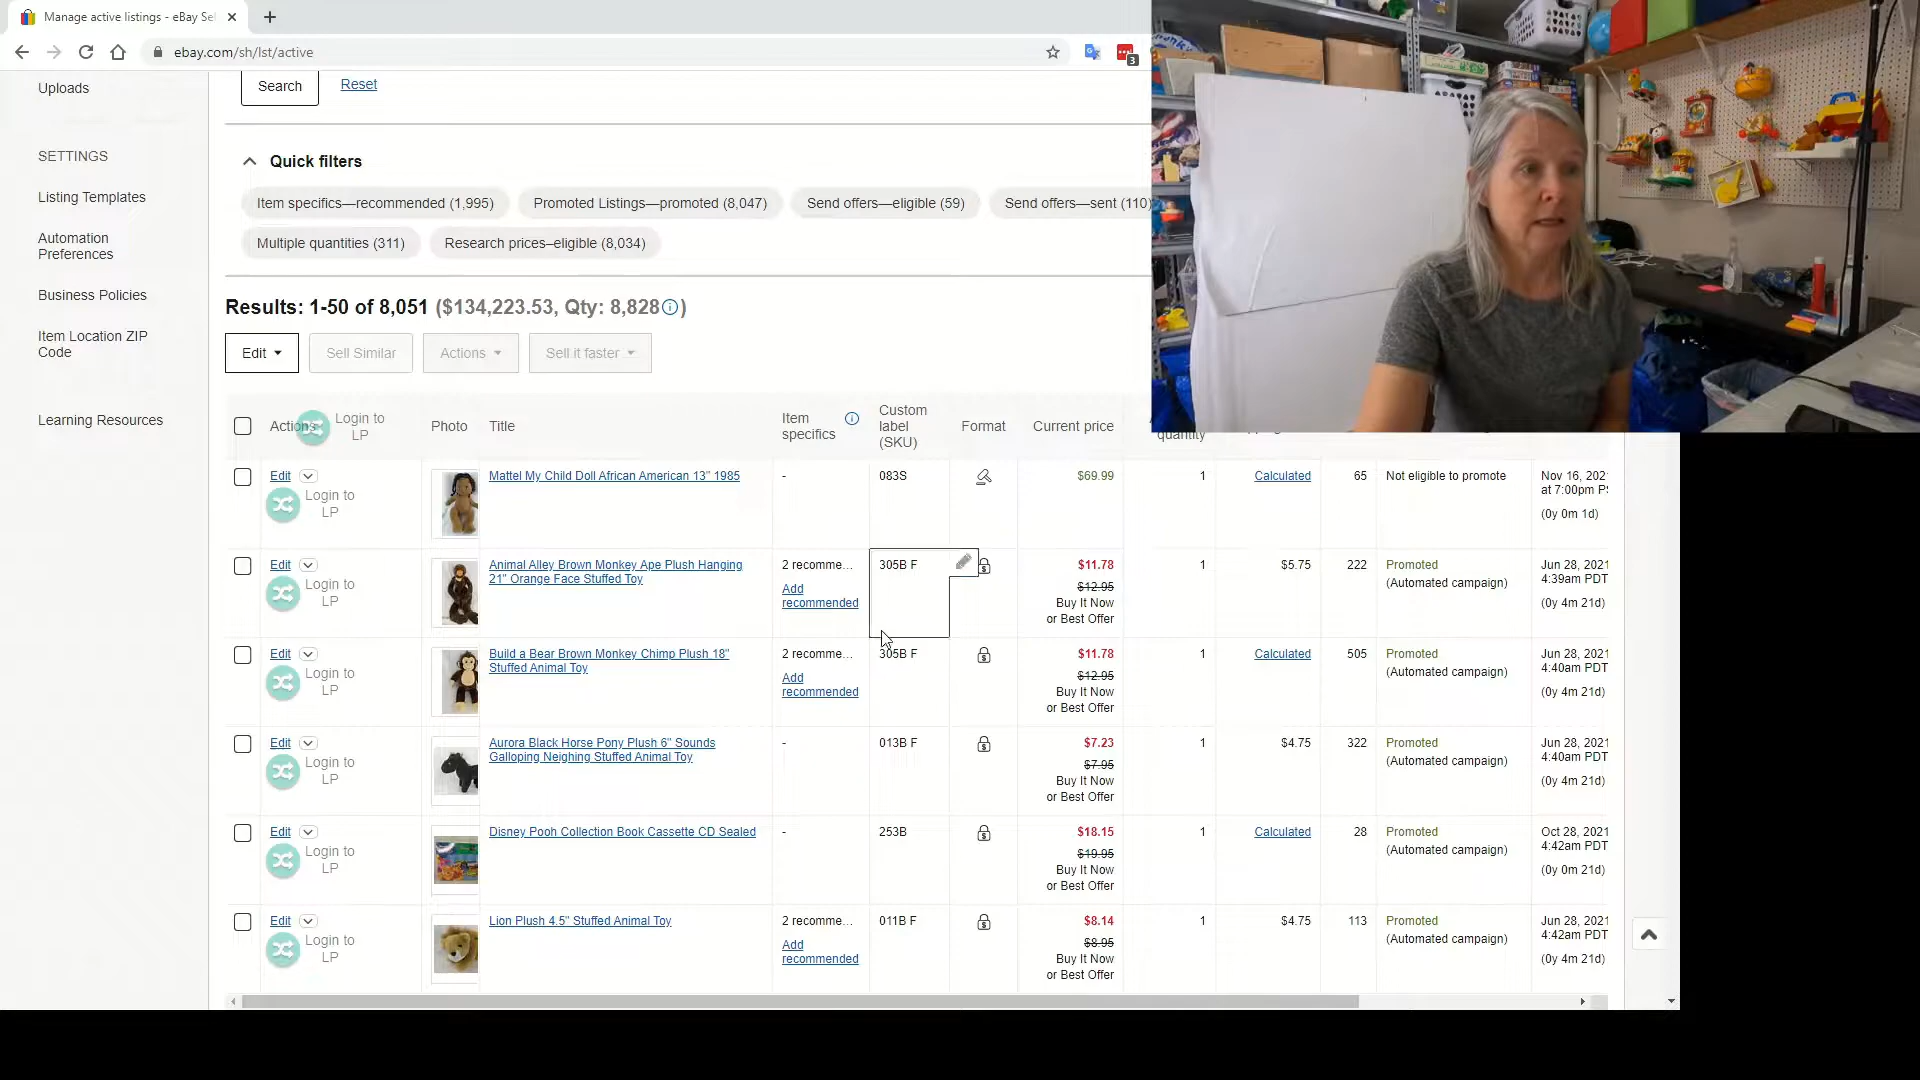 Manage active listings - eBay Se
ebay.com/sh/lst/active
3
Uploads
SETTINGS
Listing Templates
Automation
Preferences
Business Policies
Item Location ZIP
Code
Learning Resources
Search Reset
Quick filters
Item specifics—recommended (1,995) Promoted Listings—promoted (8,047) Send offers—eligible (59) Send offers—sent (110)
Multiple quantities (311) Research prices–eligible (8,034)
Results: 1-50 of 8,051 ($134,223.53, Qty: 8,828)
Edit Sell Similar Actions Sell it faster
Actions Login to LP Photo Title Item specifics Custom label (SKU) Format Current price quantity
Edit Mattel My Child Doll African American 13" 1985 - 083S $69.99 1 Calculated 65 Not eligible to promote Nov 16, 2021
Login to LP at 7:00pm PS
(0y 0m 1d)
Edit Animal Alley Brown Monkey Ape Plush Hanging 2 recomme... 305B F $11.78 1 $5.75 222 Promoted Jun 28, 2021
Login to LP 21" Orange Face Stuffed Toy Add recommended $12.95 (Automated campaign) 4:39am PDT
Buy It Now (0y 4m 21d)
or Best Offer
Edit Build a Bear Brown Monkey Chimp Plush 18" 2 recomme... 305B F $11.78 1 Calculated 505 Promoted Jun 28, 2021
Login to LP Stuffed Animal Toy Add recommended $12.95 (Automated campaign) 4:40am PDT
Buy It Now (0y 4m 21d)
or Best Offer
Edit Aurora Black Horse Pony Plush 6" Sounds - 013B F $7.23 1 $4.75 322 Promoted Jun 28, 2021
Login to LP Galloping Neighing Stuffed Animal Toy $7.95 (Automated campaign) 4:40am PDT
Buy It Now (0y 4m 21d)
or Best Offer
Edit Disney Pooh Collection Book Cassette CD Sealed - 253B $18.15 1 Calculated 28 Promoted Oct 28, 2021
Login to LP $19.95 (Automated campaign) 4:42am PDT
Buy It Now (0y 0m 21d)
or Best Offer
Edit Lion Plush 4.5" Stuffed Animal Toy 2 recomme... 011B F $8.14 1 $4.75 113 Promoted Jun 28, 2021
Login to LP Add recommended $8.95 (Automated campaign) 4:42am PDT
Buy It Now (0y 4m 21d)
or Best Offer